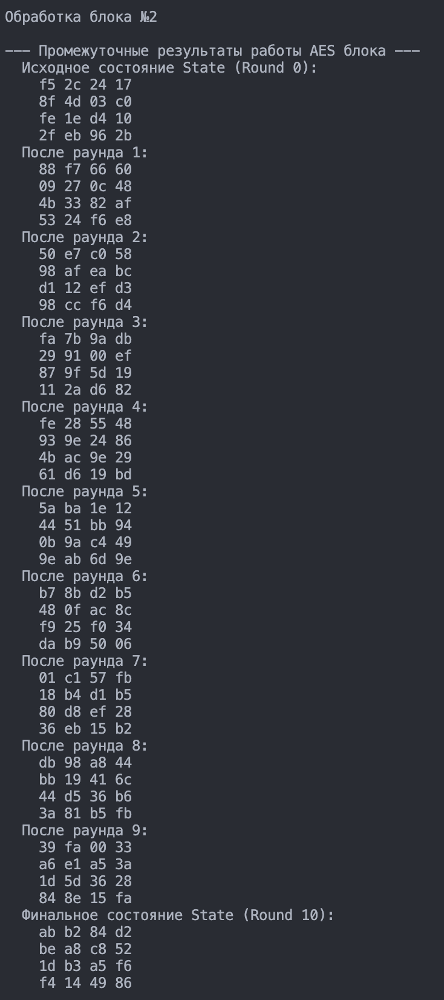 Обработка блока №2
--- Промежуточные результаты работы AES блока ---
Исходное состояние State (Round 0):
f5 2c 24 17
8f 4d 03 c0
fe 1e d4 10
2f eb 96 2b
После раунда 1:
88 f7 66 60
09 27 0c 48
4b 33 82 af
53 24 f6 e8
После раунда 2:
50 e7 c0 58
98 af ea bc
d1 12 ef d3
98 cc f6 d4
После раунда 3:
fa 7b 9a db
29 91 00 ef
87 9f 5d 19
11 2a d6 82
После раунда 4:
fe 28 55 48
93 9e 24 86
4b ac 9e 29
61 d6 19 bd
После раунда 5:
5a ba 1e 12
44 51 bb 94
0b 9a c4 49
9e ab 6d 9e
После раунда 6:
b7 8b d2 b5
48 0f ac 8c
f9 25 f0 34
da b9 50 06
После раунда 7:
01 c1 57 fb
18 b4 d1 b5
80 d8 ef 28
36 eb 15 b2
После раунда 8:
db 98 a8 44
bb 19 41 6c
44 d5 36 b6
3a 81 b5 fb
После раунда 9:
39 fa 00 33
a6 e1 a5 3a
1d 5d 36 28
84 8e 15 fa
Финальное состояние State (Round 10):
ab b2 84 d2
be a8 c8 52
1d b3 a5 f6
f4 14 49 86